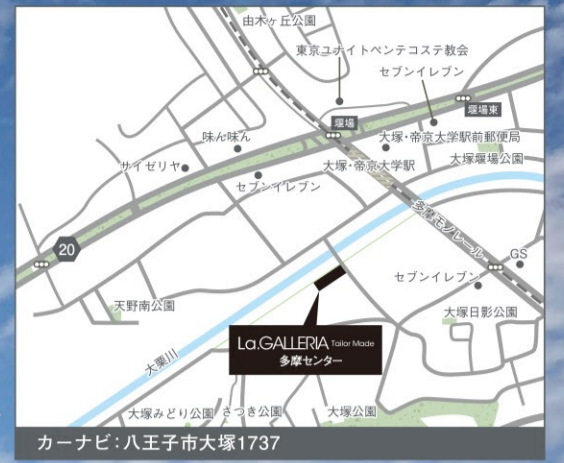 由木ヶ丘公園
東京ユナイトペンテコステ教会
セブンイレブン
堰場東
堰場
味ん味ん
大塚・帝京大学駅前郵便局
サイゼリヤ
大塚・帝京大学駅
大塚堰場公園
セブンイレブン
多摩モノレール
20
GS
セブンイレブン
天野南公園
大塚日影公園
La.GALLERIA Tailor Made
多摩センター
大栗川
大塚みどり公園
さつき公園
大塚公園
カーナビ:八王子市大塚1737